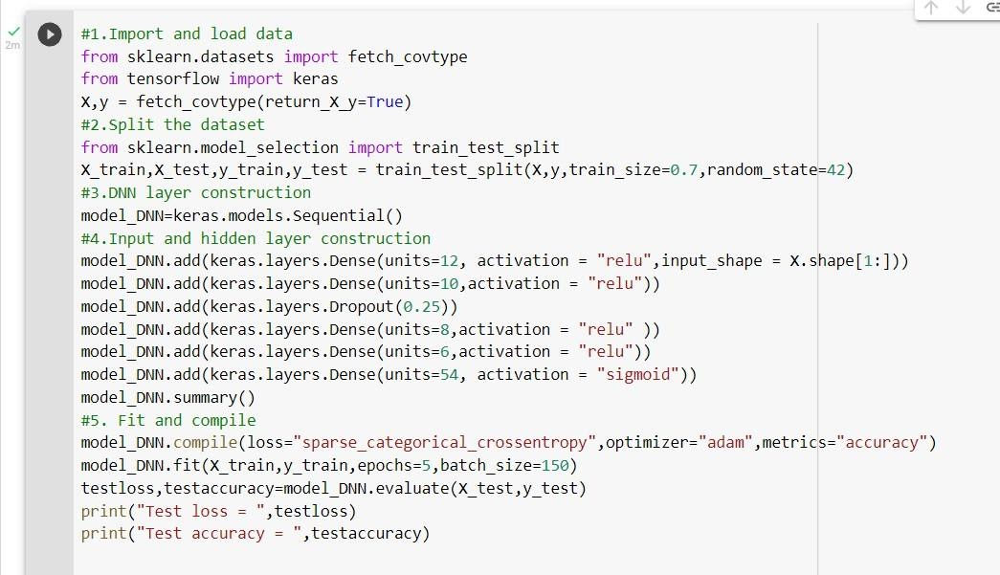 2m
#1.Import and load data
from sklearn.datasets import fetch_covtype
from tensorflow import keras
X,y = fetch_covtype(return_X_y=True)
#2.Split the dataset
from sklearn.model_selection import train_test_split
X_train,X_test,y_train,y_test = train_test_split(X,y,train_size=0.7,random_state=42)
#3.DNN layer construction
model_DNN=keras.models.Sequential()
#4.Input and hidden layer construction
model_DNN.add(keras.layers.Dense(units=12, activation = "relu",input_shape = X.shape[1:]))
model_DNN.add(keras.layers.Dense(units=10,activation = "relu"))
model_DNN.add(keras.layers.Dropout(0.25))
model_DNN.add(keras.layers.Dense(units=8,activation = "relu" ))
model_DNN.add(keras.layers.Dense(units=6,activation = "relu"))
model_DNN.add(keras.layers.Dense(units=54, activation = "sigmoid"))
model_DNN.summary()
#5. Fit and compile
model_DNN.compile(loss="sparse_categorical_crossentropy",optimizer="adam",metrics="accuracy")
model_DNN.fit(X_train,y_train,epochs=5,batch_size=150)
testloss,testaccuracy=model_DNN.evaluate(X_test,y_test)
print("Test loss = ",testloss)
print("Test accuracy = ",testaccuracy)